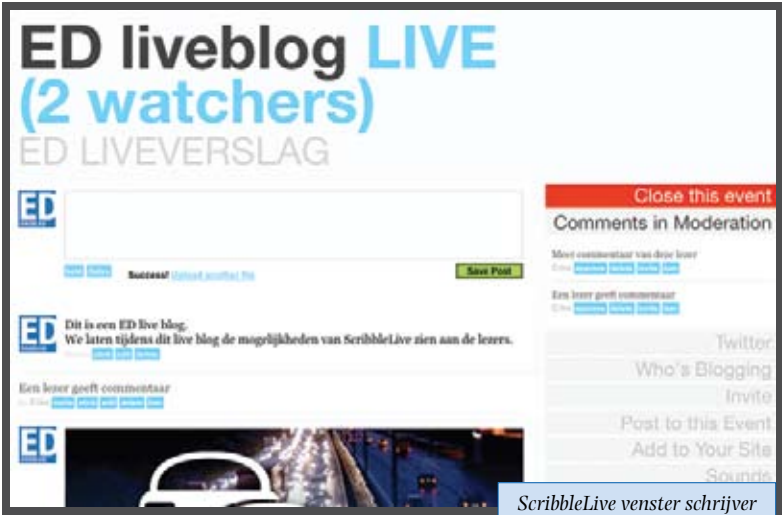 ED liveblog LIVE
(2 watchers)
ED LIVEVERSLAG
ED
Success! Upload another file
Save Post
ED
Dit is een ED live blog.
We laten tijdens dit live blog de mogelijkheden van ScribbleLive zien aan de lezers.
Een lezer geeft commentaar
ED
Close this event
Comments in Moderation
Meer commentaar van deze lezer
Een lezer geeft commentaar
Twitter
Who's Blogging
Invite
Post to this Event
Add to Your Site
Sounds
ScribbleLive venster schrijver